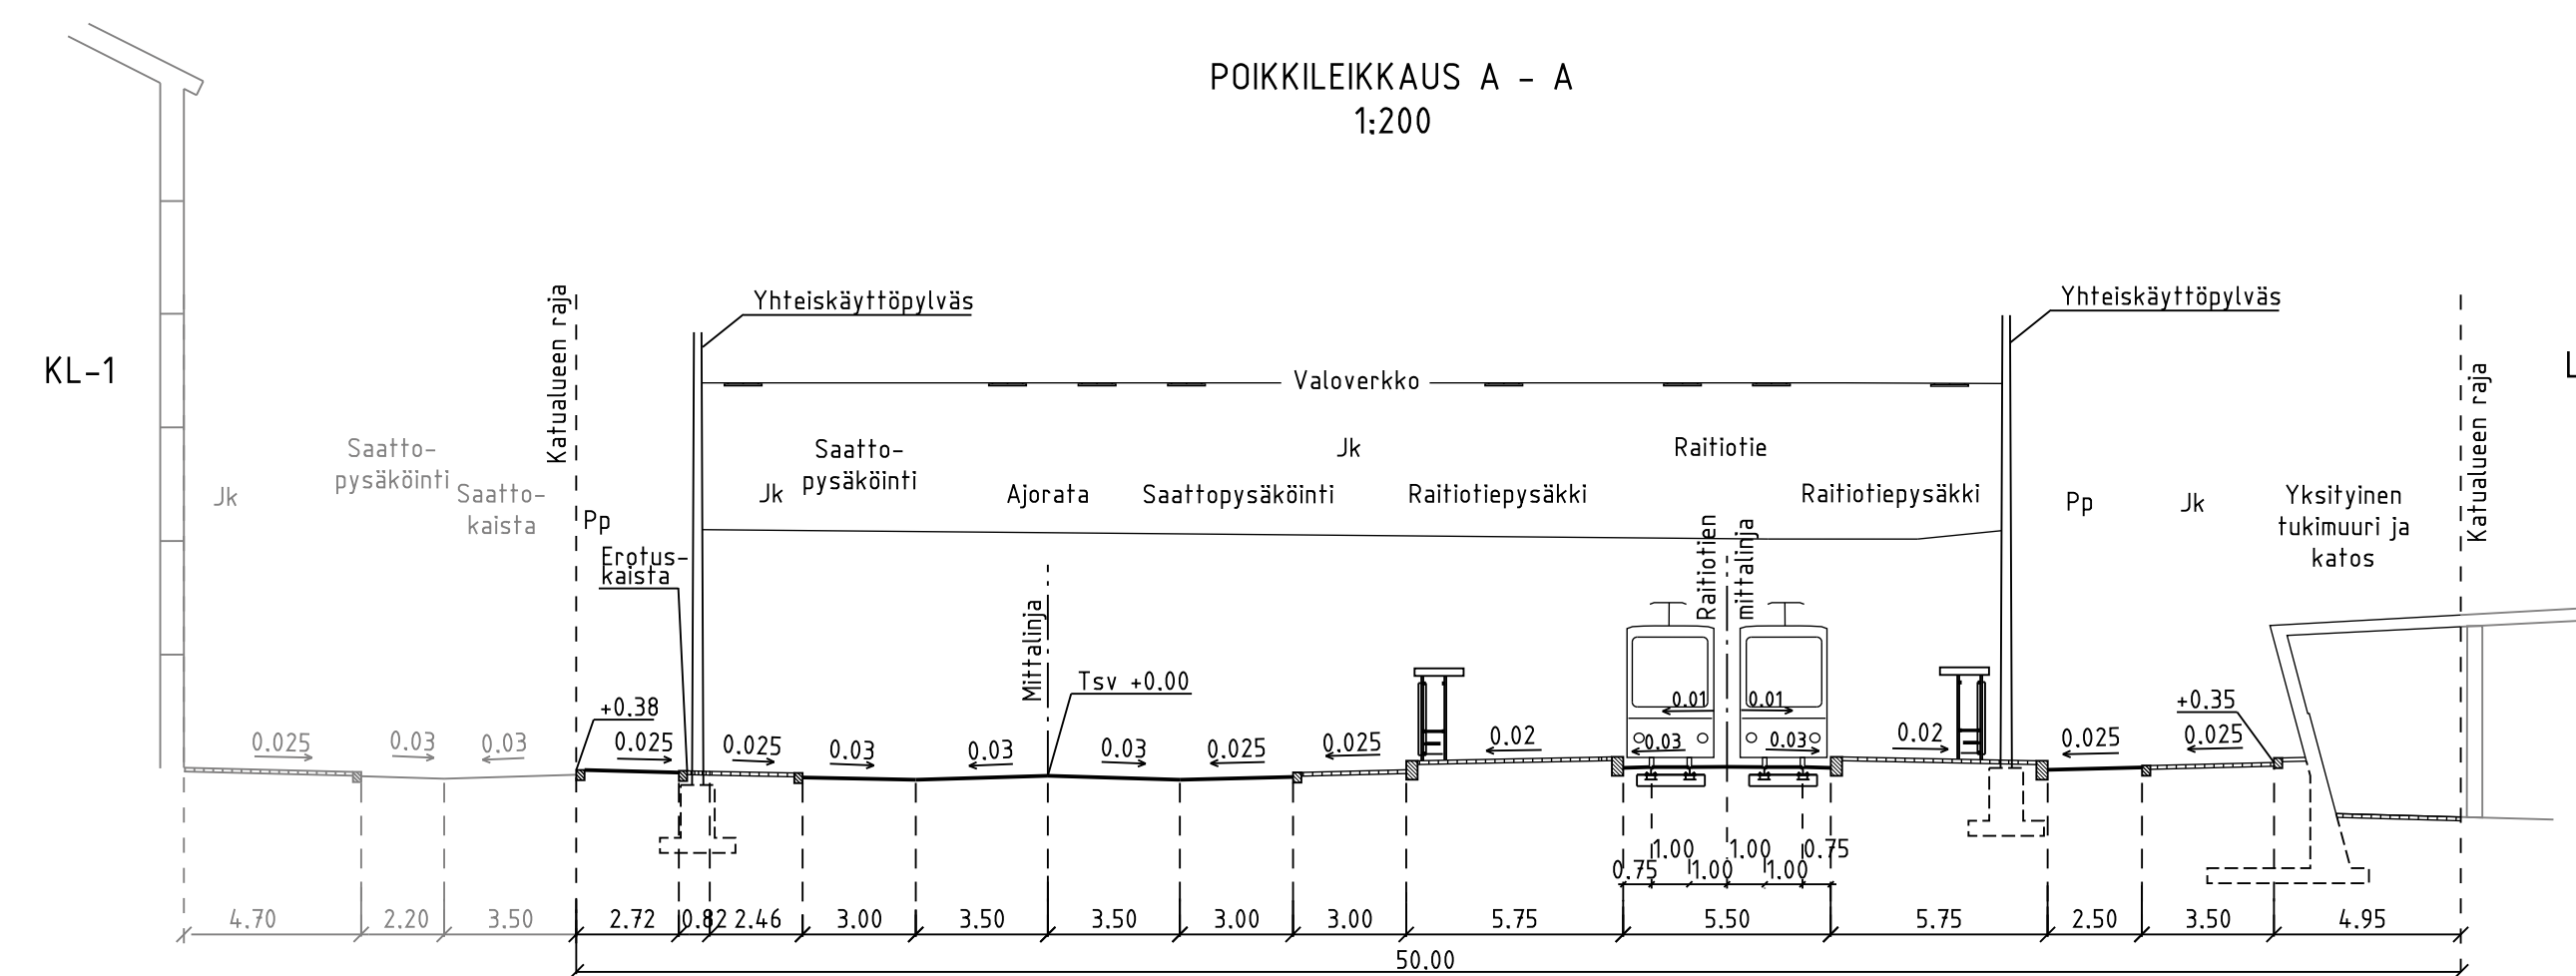 POIKKILEIKKAUS A - A
1:200
Katualueen raja
Yhteiskäyttöpylväs
Yhteiskäyttöpylväs
KL-1
Valoverkko
Katualueen raja
Jk
Saatto-
pysäköinti
Saatto-
kaista
Pp
Erotus-
kaista
Jk
Saatto-
pysäköinti
Ajorata
Saattopysäköinti
Jk
Raitiotiepysäkki
Raitiotie
Raitiotiepysäkki
Pp
Jk
Yksityinen
tukimuuri ja
katos
Mittalinja
Raitiotien
mittalinja
Tsv +0.00
+0.38
+0.35
0.025 0.03 0.03 0.025 0.025 0.03 0.03 0.03 0.025 0.025 0.02 0.02 0.025 0.025
0.01 0.01
0.03 0.03
1.00 1.00 0.75
0.75 1.00 1.00
4.70 2.20 3.50 2.72 0.82 2.46 3.00 3.50 3.50 3.00 3.00 5.75 5.50 5.75 2.50 3.50 4.95
50.00